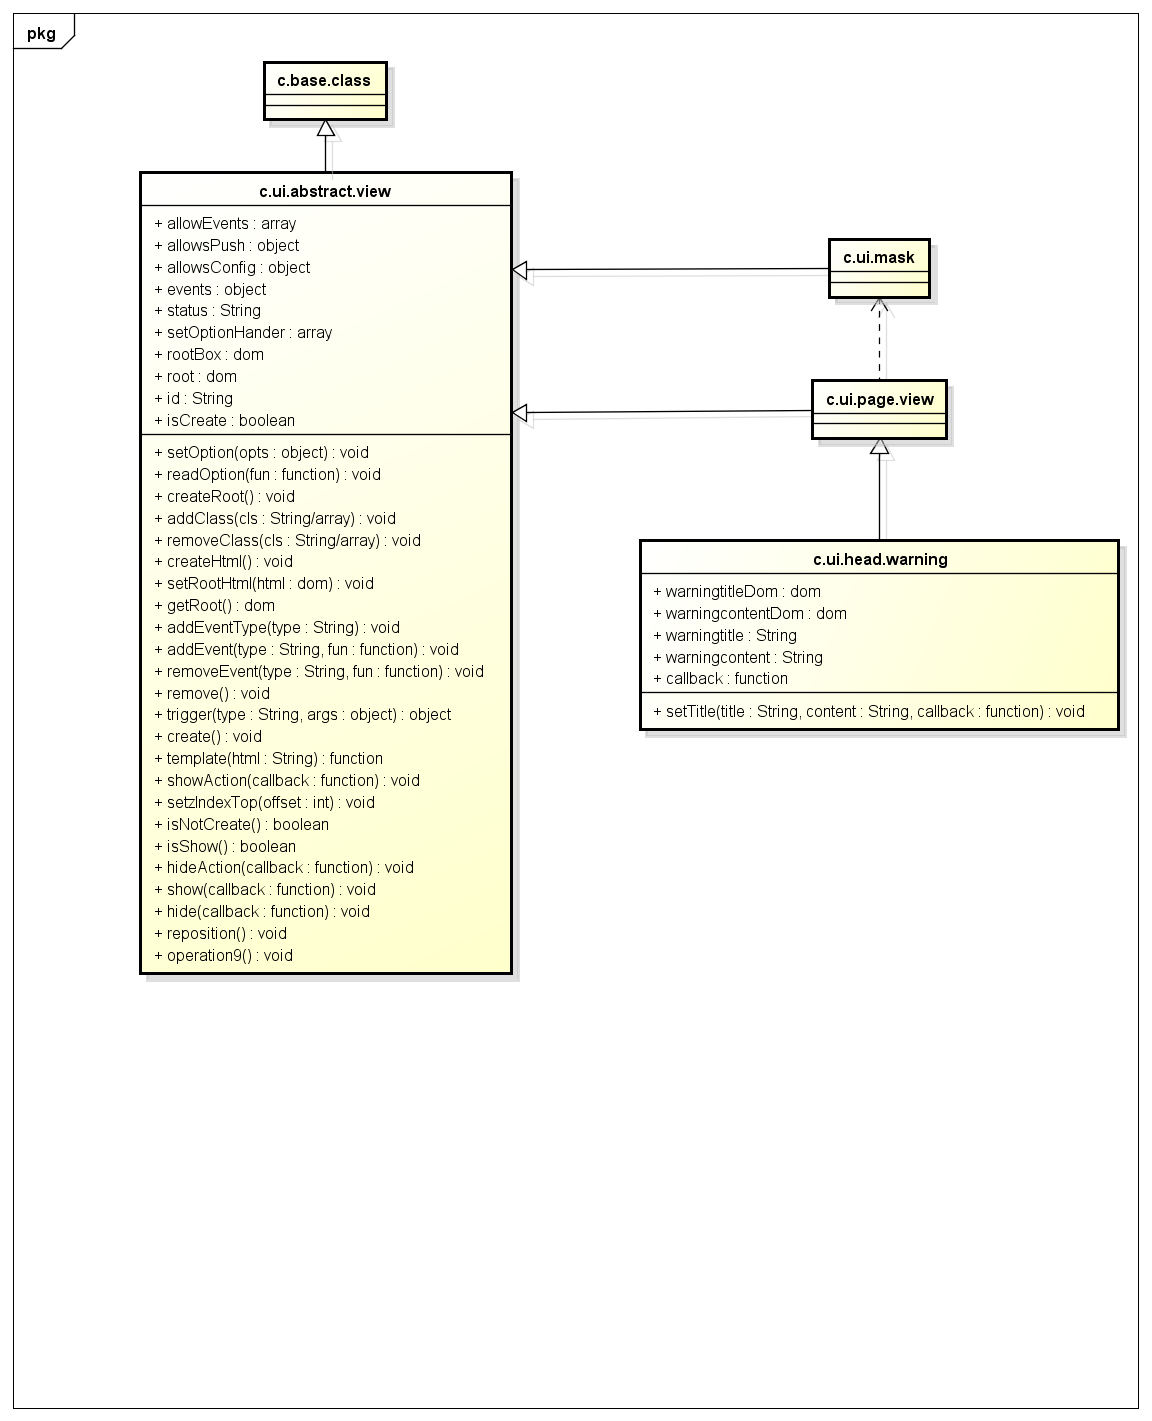 pkg
c.base.class
c.ui.abstract.view
+ allowEvents : array
+ allowsPush : object
+ allowsConfig : object
+ events : object
+ status : String
+ setOptionHander : array
+ rootBox : dom
+ root : dom
+ id : String
+ isCreate : boolean
+ setOption(opts : object) : void
+ readOption(fun : function) : void
+ createRoot() : void
+ addClass(cls : String/array) : void
+ removeClass(cls : String/array) : void
+ createHtml() : void
+ setRootHtml(html : dom) : void
+ getRoot() : dom
+ addEventType(type : String) : void
+ addEvent(type : String, fun : function) : void
+ removeEvent(type : String, fun : function) : void
+ remove() : void
+ trigger(type : String, args : object) : object
+ create() : void
+ template(html : String) : function
+ showAction(callback : function) : void
+ setzIndexTop(offset : int) : void
+ isNotCreate() : boolean
+ isShow() : boolean
+ hideAction(callback : function) : void
+ show(callback : function) : void
+ hide(callback : function) : void
+ reposition() : void
+ operation9() : void
c.ui.mask
c.ui.page.view
c.ui.head.warning
+ warningtitleDom : dom
+ warningcontentDom : dom
+ warningtitle : String
+ warningcontent : String
+ callback : function
+ setTitle(title : String, content : String, callback : function) : void